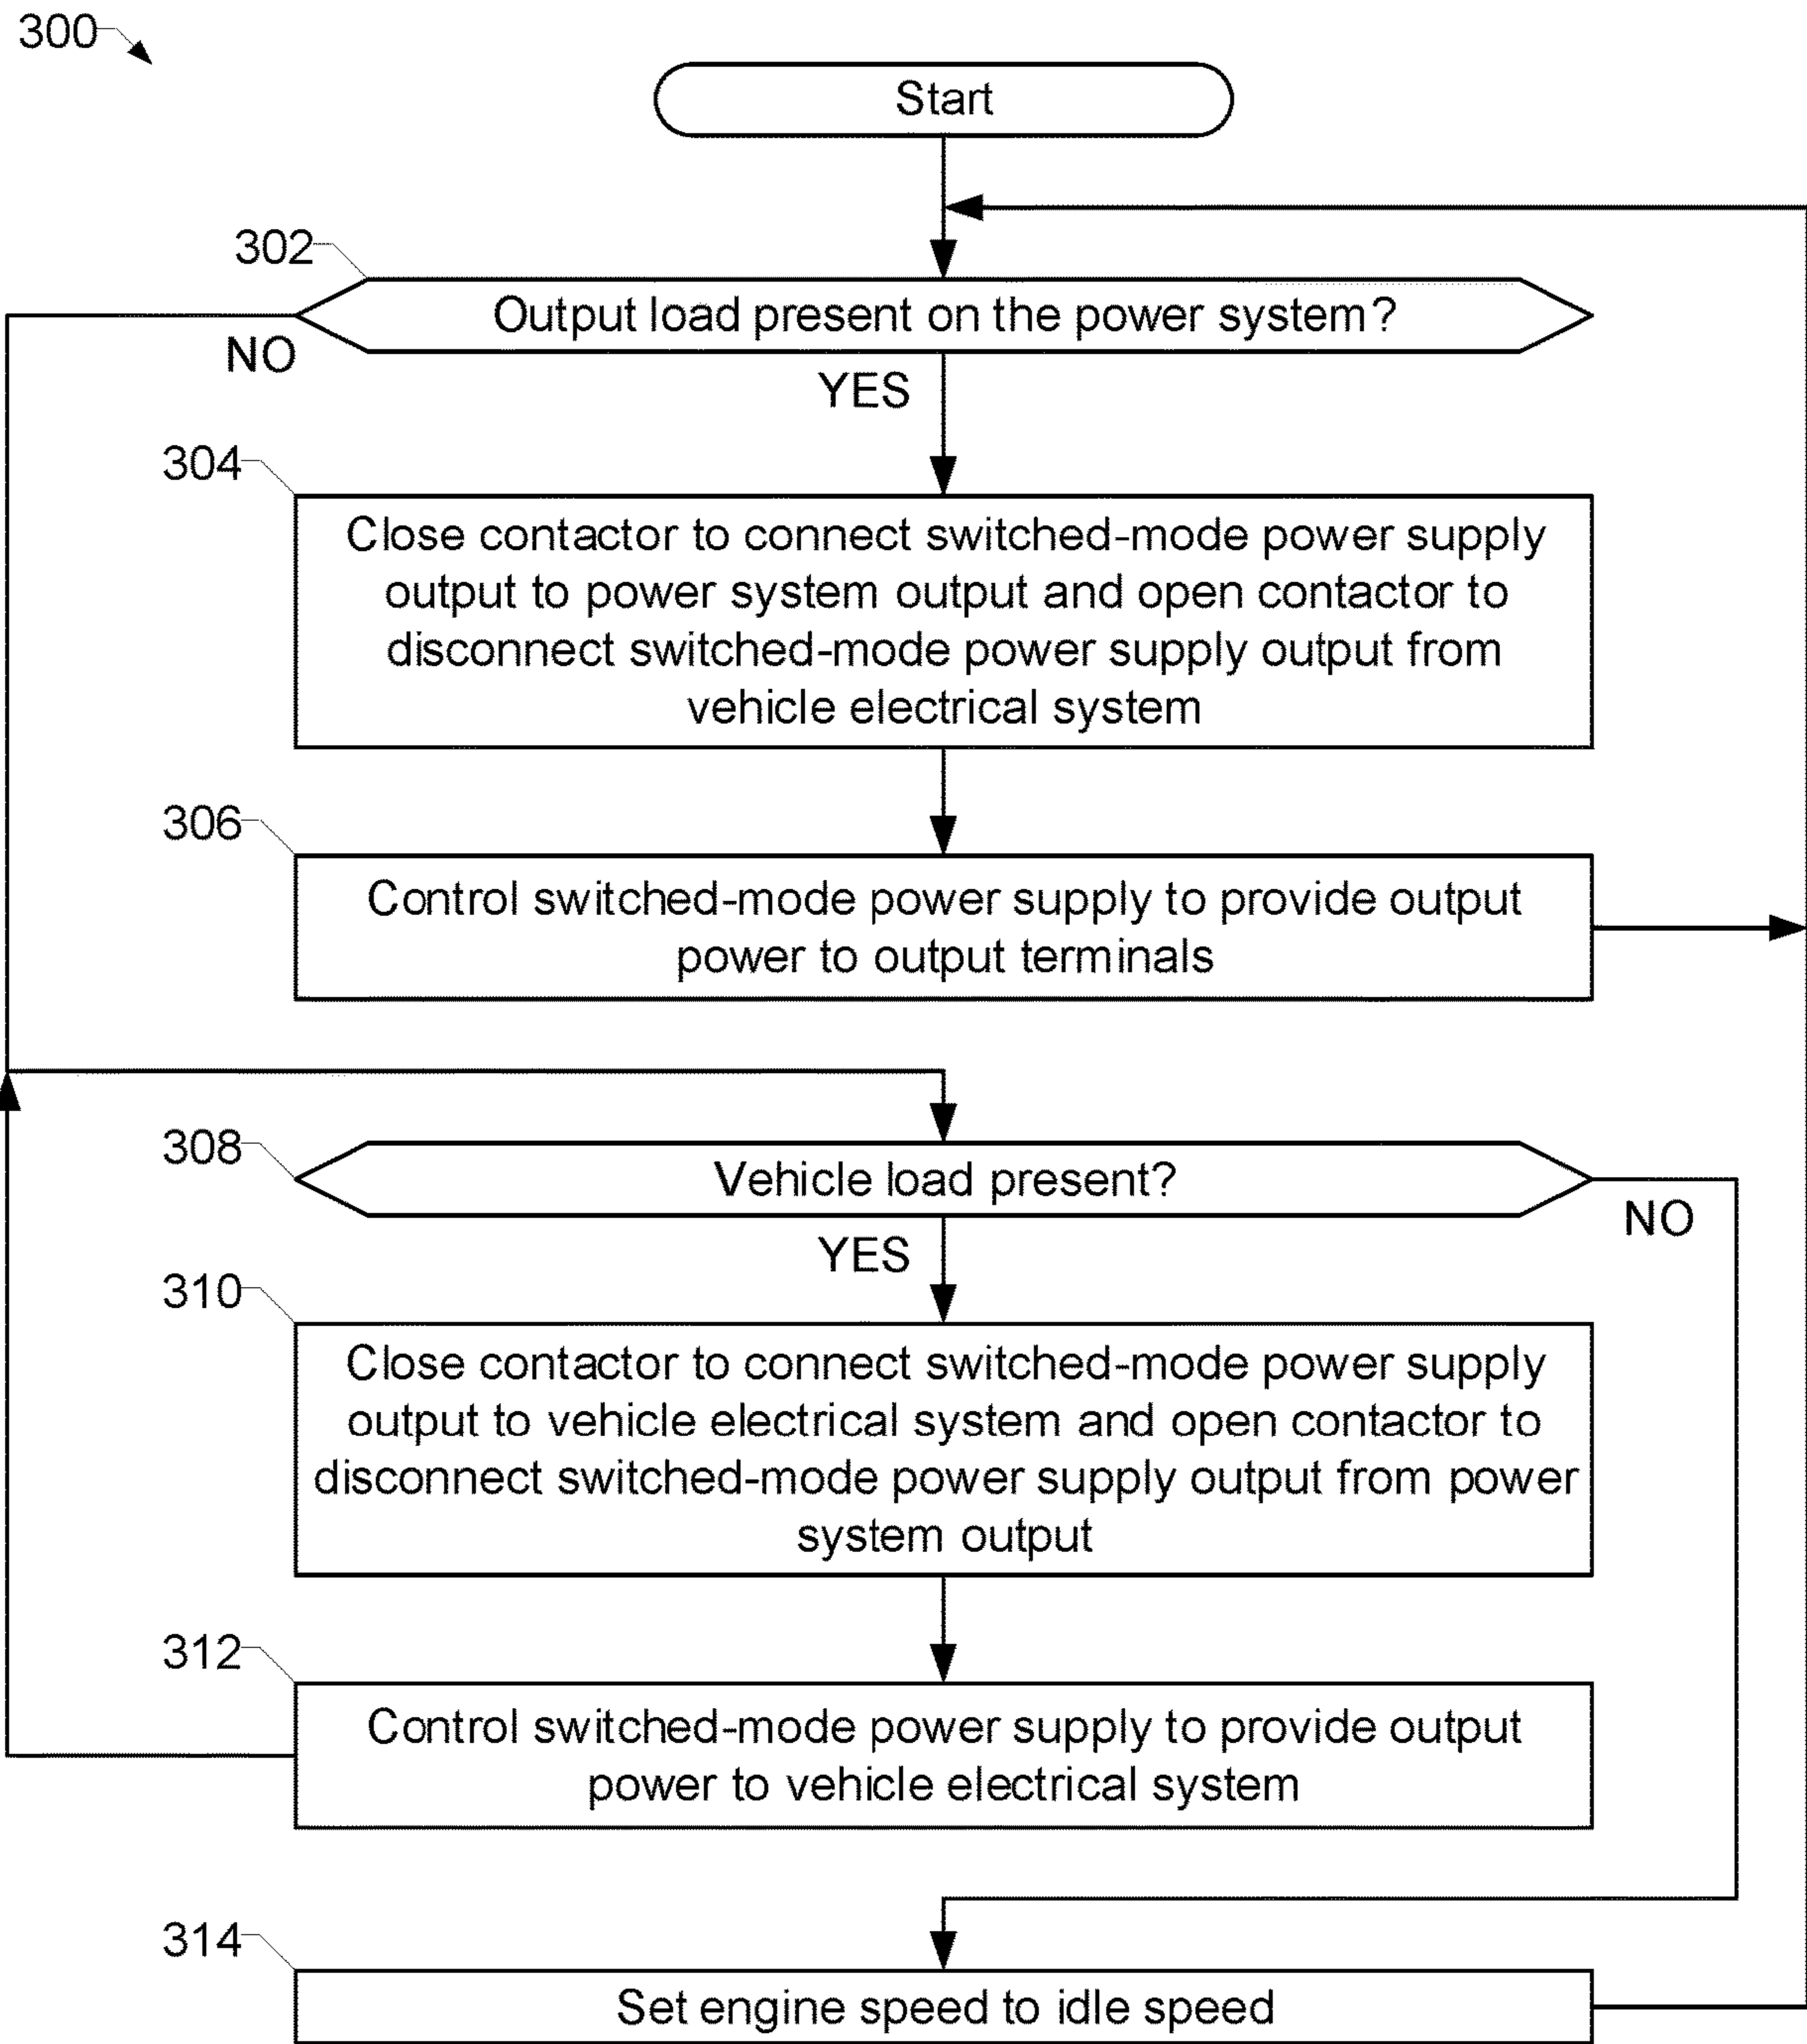 300
Start
302
Output load present on the power system?
NO
YES
304
Close contactor to connect switched-mode power supply
output to power system output and open contactor to
disconnect switched-mode power supply output from
vehicle electrical system
306
Control switched-mode power supply to provide output
power to output terminals
308
Vehicle load present?
NO
YES
310
Close contactor to connect switched-mode power supply
output to vehicle electrical system and open contactor to
disconnect switched-mode power supply output from power
system output
312
Control switched-mode power supply to provide output
power to vehicle electrical system
314
Set engine speed to idle speed